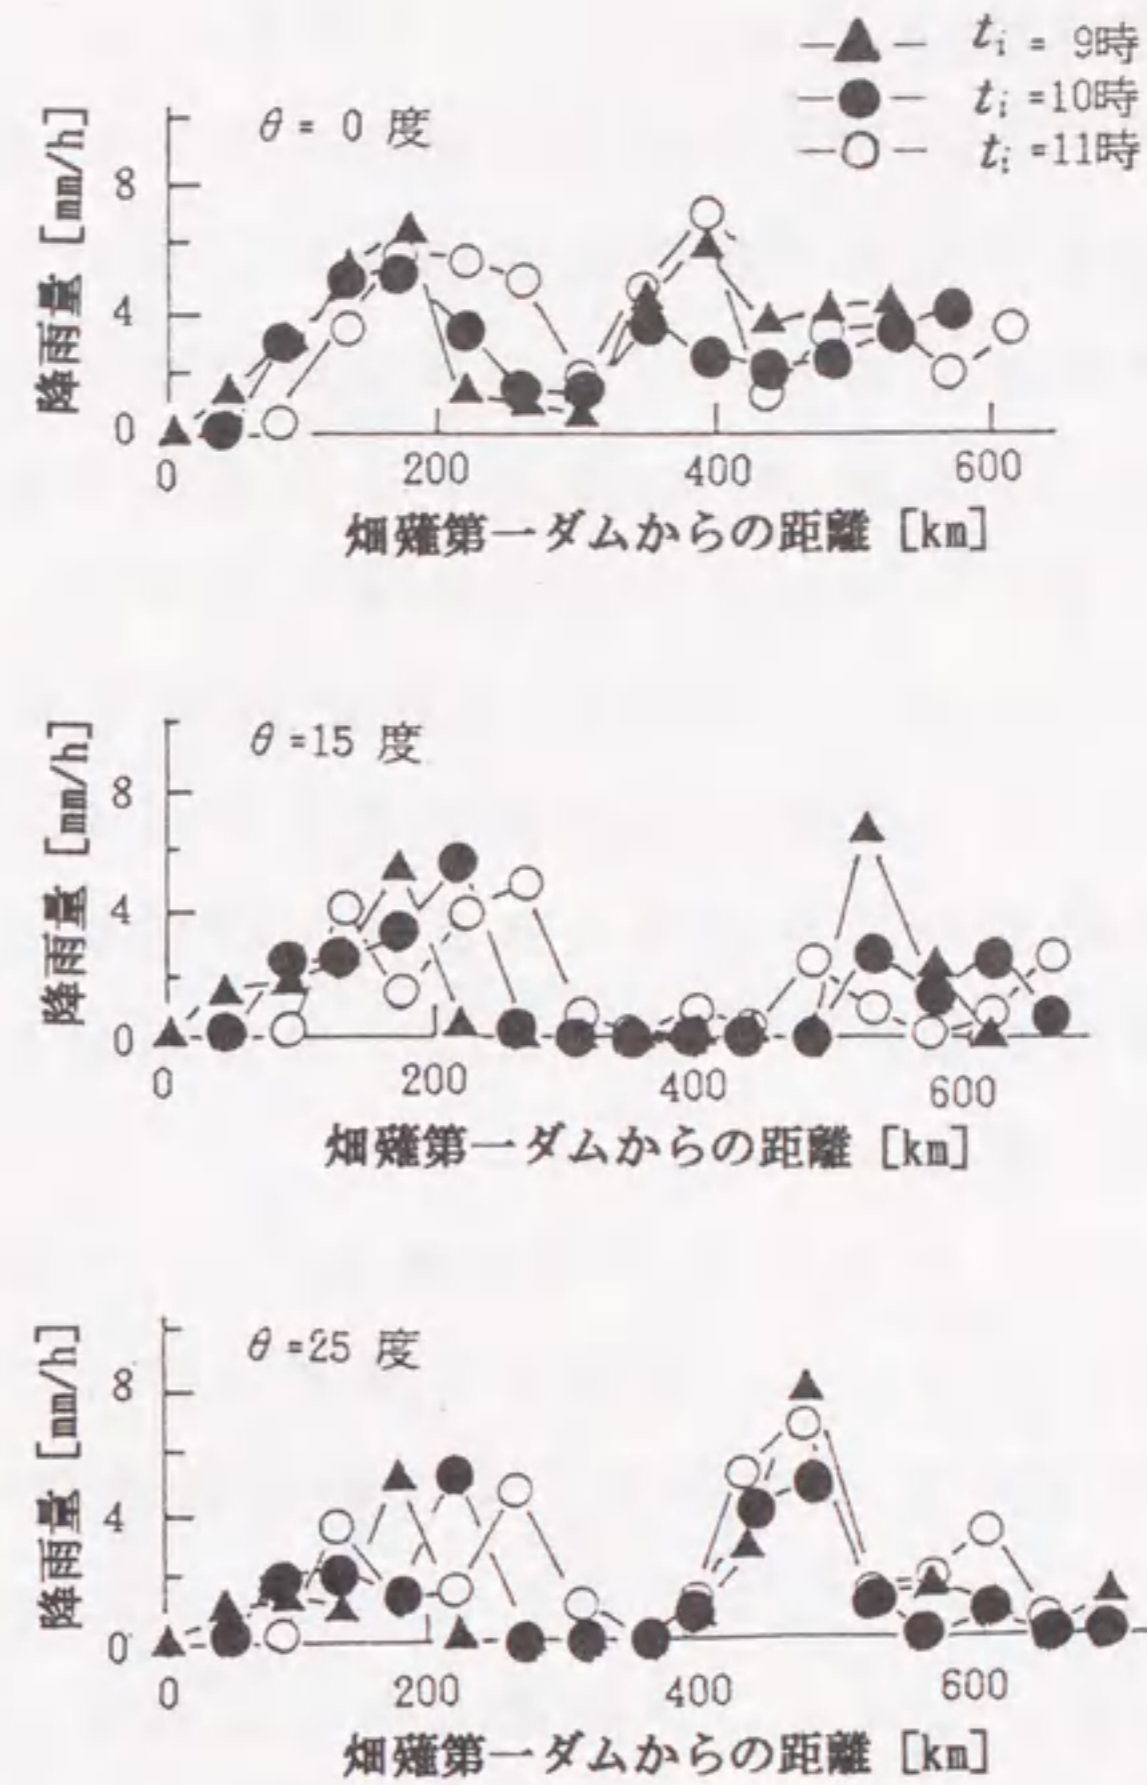 tᵢ = 9時
tᵢ =10時
tᵢ =11時
θ = 0 度
降雨量 [mm/h]
8
4
0
0 200 400 600
畑薙第一ダムからの距離 [km]
θ =15 度
降雨量 [mm/h]
8
4
0
0 200 400 600
畑薙第一ダムからの距離 [km]
θ =25 度
降雨量 [mm/h]
8
4
0
0 200 400 600
畑薙第一ダムからの距離 [km]